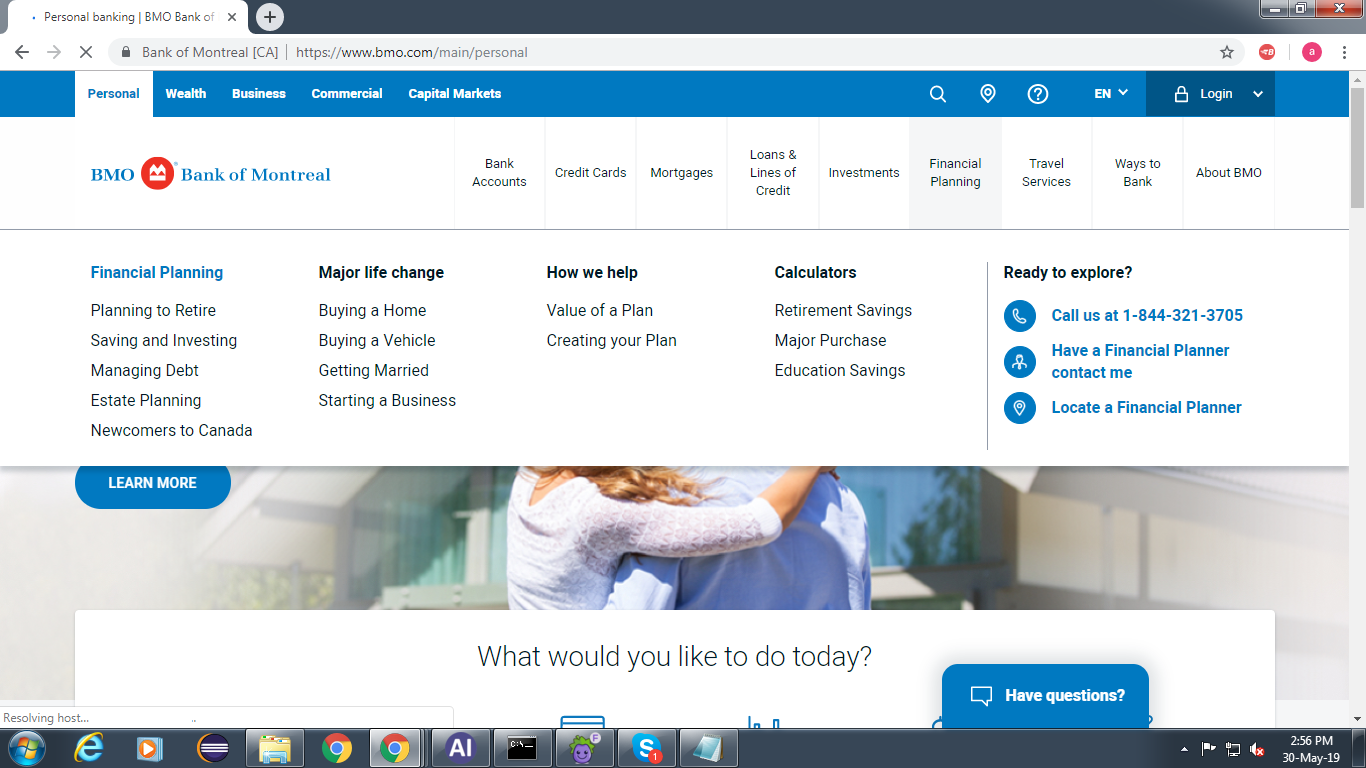 Personal banking | BMO Bank of
Bank of Montreal [CA] | https://www.bmo.com/main/personal
a
Personal
Wealth
Business
Commercial
Capital Markets
EN
Login
BMO Bank of Montreal
Bank
Accounts
Credit Cards
Mortgages
Loans &
Lines of
Credit
Investments
Financial
Planning
Travel
Services
Ways to
Bank
About BMO
Financial Planning
Planning to Retire
Saving and Investing
Managing Debt
Estate Planning
Newcomers to Canada
Major life change
Buying a Home
Buying a Vehicle
Getting Married
Starting a Business
How we help
Value of a Plan
Creating your Plan
Calculators
Retirement Savings
Major Purchase
Education Savings
Ready to explore?
Call us at 1-844-321-3705
Have a Financial Planner
contact me
Locate a Financial Planner
LEARN MORE
What would you like to do today?
Have questions?
Resolving host...
..
AI
C:\-
F
S
1
2:56 PM
30-May-19